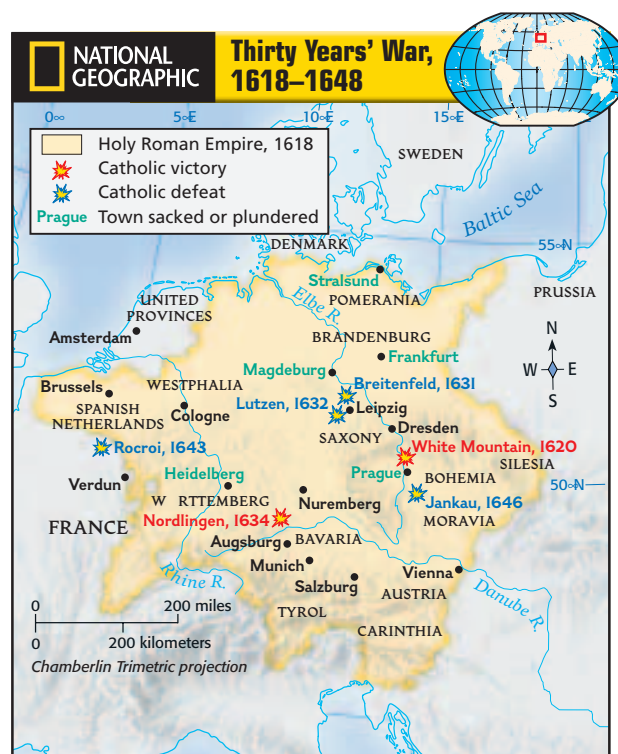 NATIONAL
GEOGRAPHIC
Thirty Years’ War,
1618–1648
0∞
5∞E
10∞E
15∞E
Holy Roman Empire, 1618
Catholic victory
Catholic defeat
Prague Town sacked or plundered
SWEDEN
Baltic Sea
DENMARK
55∞N
Stralsund
POMERANIA
PRUSSIA
UNITED
PROVINCES
Elbe R.
Amsterdam
BRANDENBURG
Frankfurt
N
W E
S
Magdeburg
Breitenfeld, 1631
Brussels
WESTPHALIA
Lutzen, 1632
Leipzig
SPANISH
NETHERLANDS
Cologne
SAXONY
Dresden
Rocroi, 1643
White Mountain, 1620
SILESIA
Heidelberg
Prague
BOHEMIA
50∞N
Verdun
W RTTEMBERG
Nuremberg
Jankau, 1646
MORAVIA
FRANCE
Nordlingen, 1634
Augsburg
BAVARIA
Munich
Vienna
Rhine R.
Salzburg
AUSTRIA
Danube R.
0 200 miles
TYROL
CARINTHIA
0 200 kilometers
Chamberlin Trimetric projection